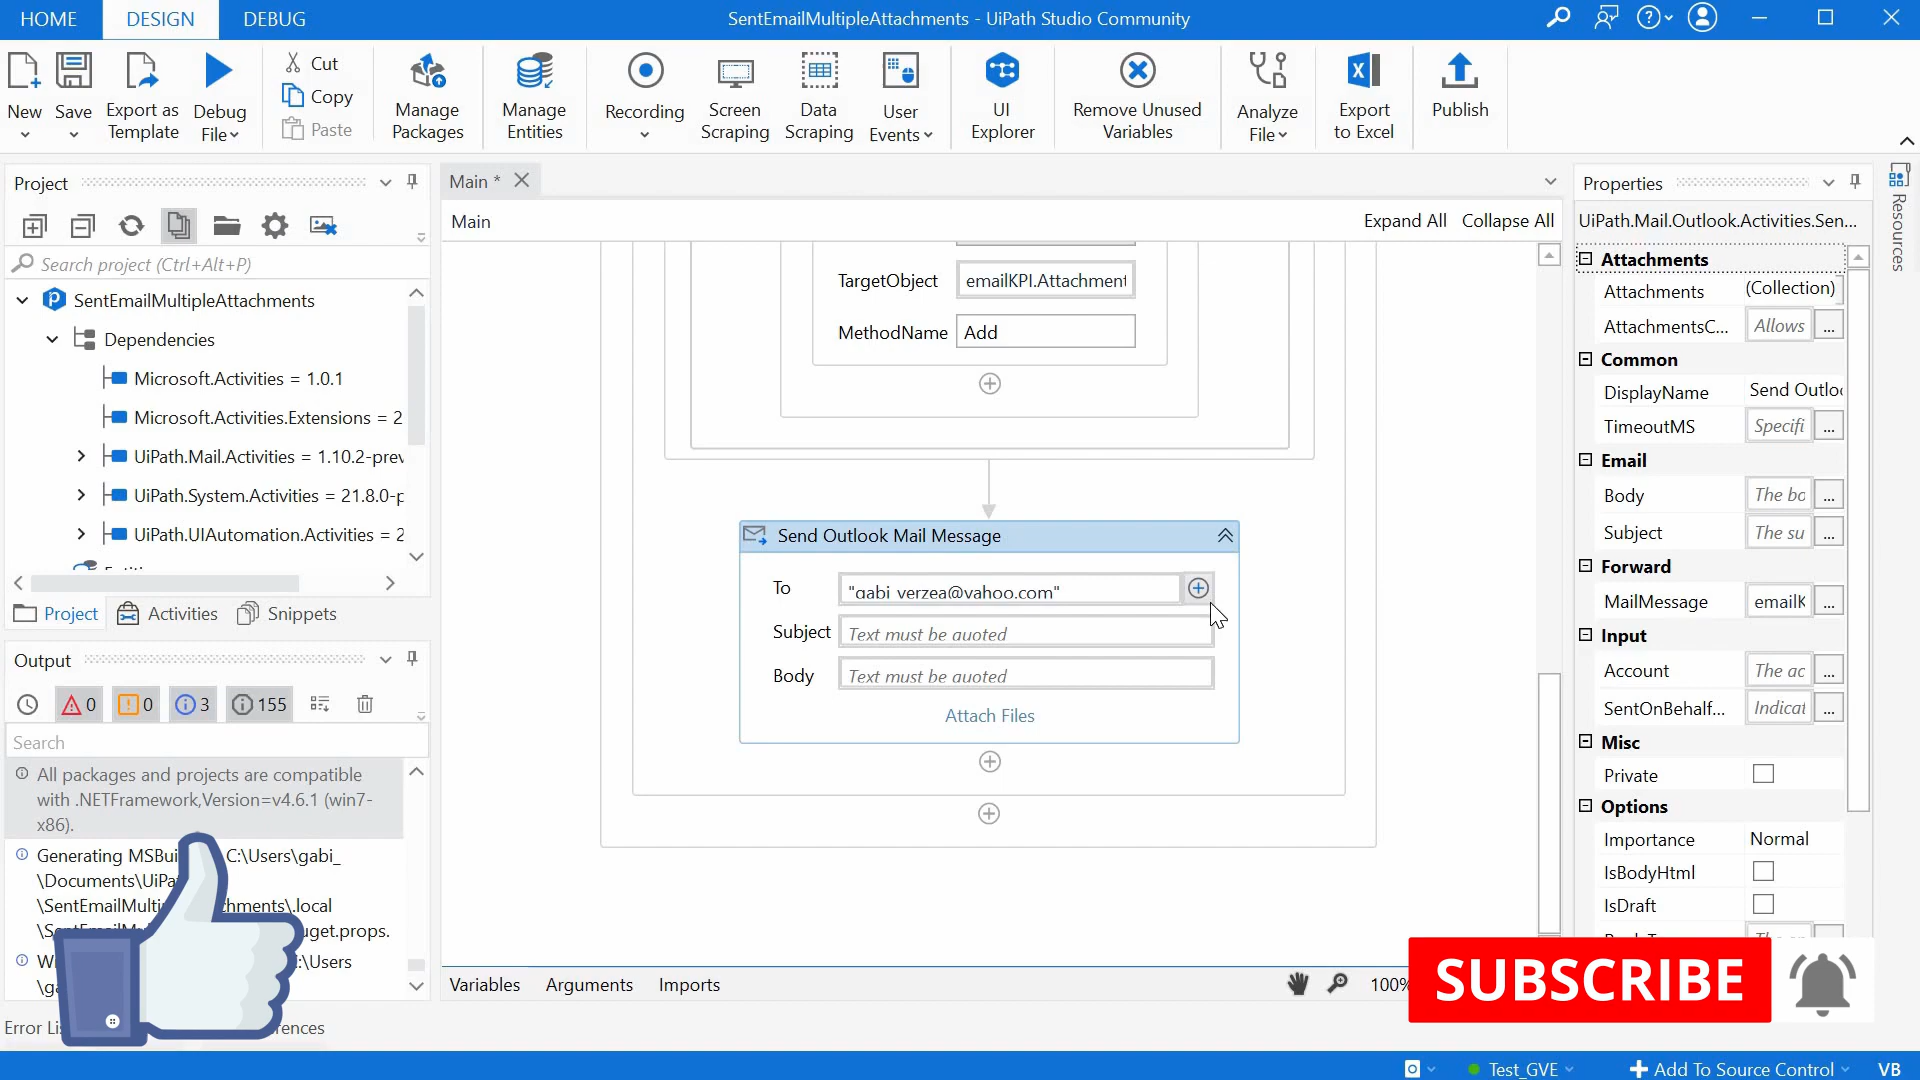 HOME DESIGN DEBUG
SentEmailMultipleAttachments - UiPath Studio Community
New
Save
Export as
Template
Debug
File
Cut
Copy
Paste
Manage
Packages
Manage
Entities
Recording
Screen
Scraping
Data
Scraping
User
Events
UI
Explorer
Remove Unused
Variables
Analyze
File
Export
to Excel
Publish
Project
Search project (Ctrl+Alt+P)
SentEmailMultipleAttachments
Dependencies
Microsoft.Activities = 1.0.1
Microsoft.Activities.Extensions = 2
UiPath.Mail.Activities = 1.10.2-prev
UiPath.System.Activities = 21.8.0-p
UiPath.UIAutomation.Activities = 2
Project Activities Snippets
Output
0 0 3 155
Search
All packages and projects are compatible
with .NETFramework,Version=v4.6.1 (win7-
x86).
Generating C:\Users\gabi_
\Documents\
\.local
uget.props.
:\Users
Main *
Main Expand All Collapse All
TargetObject emailKPI.Attachment
MethodName Add
Send Outlook Mail Message
To "gabi_verzea@yahoo.com"
Subject Text must be quoted
Body Text must be quoted
Attach Files
Variables Arguments Imports 100%
Properties
UiPath.Mail.Outlook.Activities.Sen...
Attachments
Attachments (Collection)
AttachmentsC... Allows ...
Common
DisplayName Send Outloo
TimeoutMS Specifi ...
Email
Body The bo ...
Subject The su ...
Forward
MailMessage emailK ...
Input
Account The ac ...
SentOnBehalf... Indicat ...
Misc
Private
Options
Importance Normal
IsBodyHtml
IsDraft
Resources
SUBSCRIBE
Test_GVE Add To Source Control VB